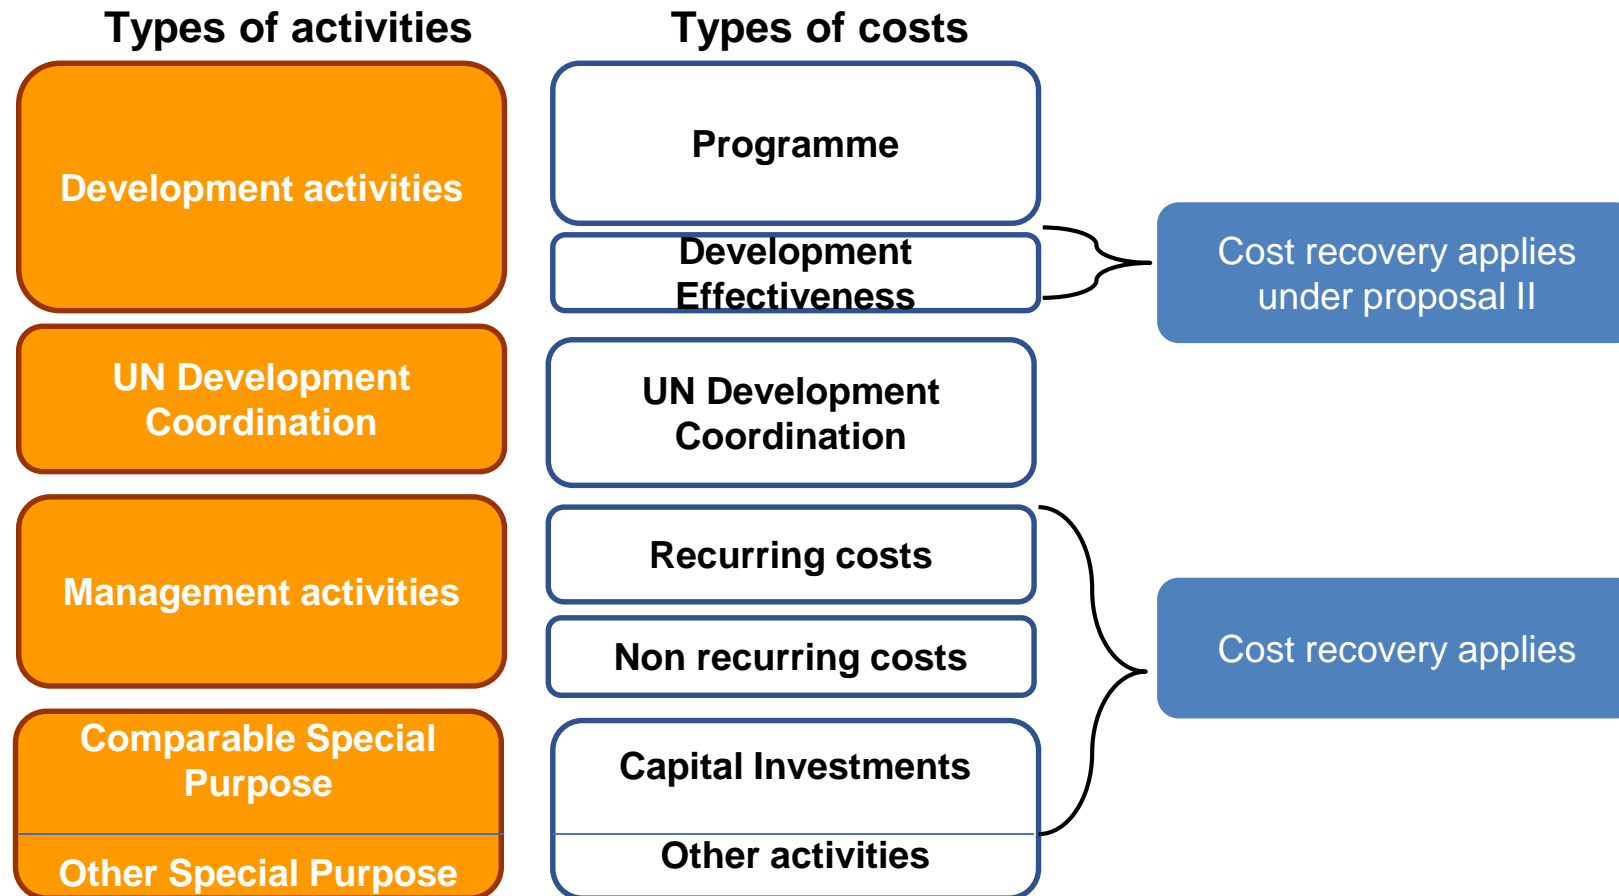 Types of activities
Types of costs
Development activities
Programme
Development
Effectiveness
Cost recovery applies
under proposal II
UN Development
Coordination
UN Development
Coordination
Management activities
Recurring costs
Non recurring costs
Cost recovery applies
Comparable Special
Purpose
Capital Investments
Other Special Purpose
Other activities